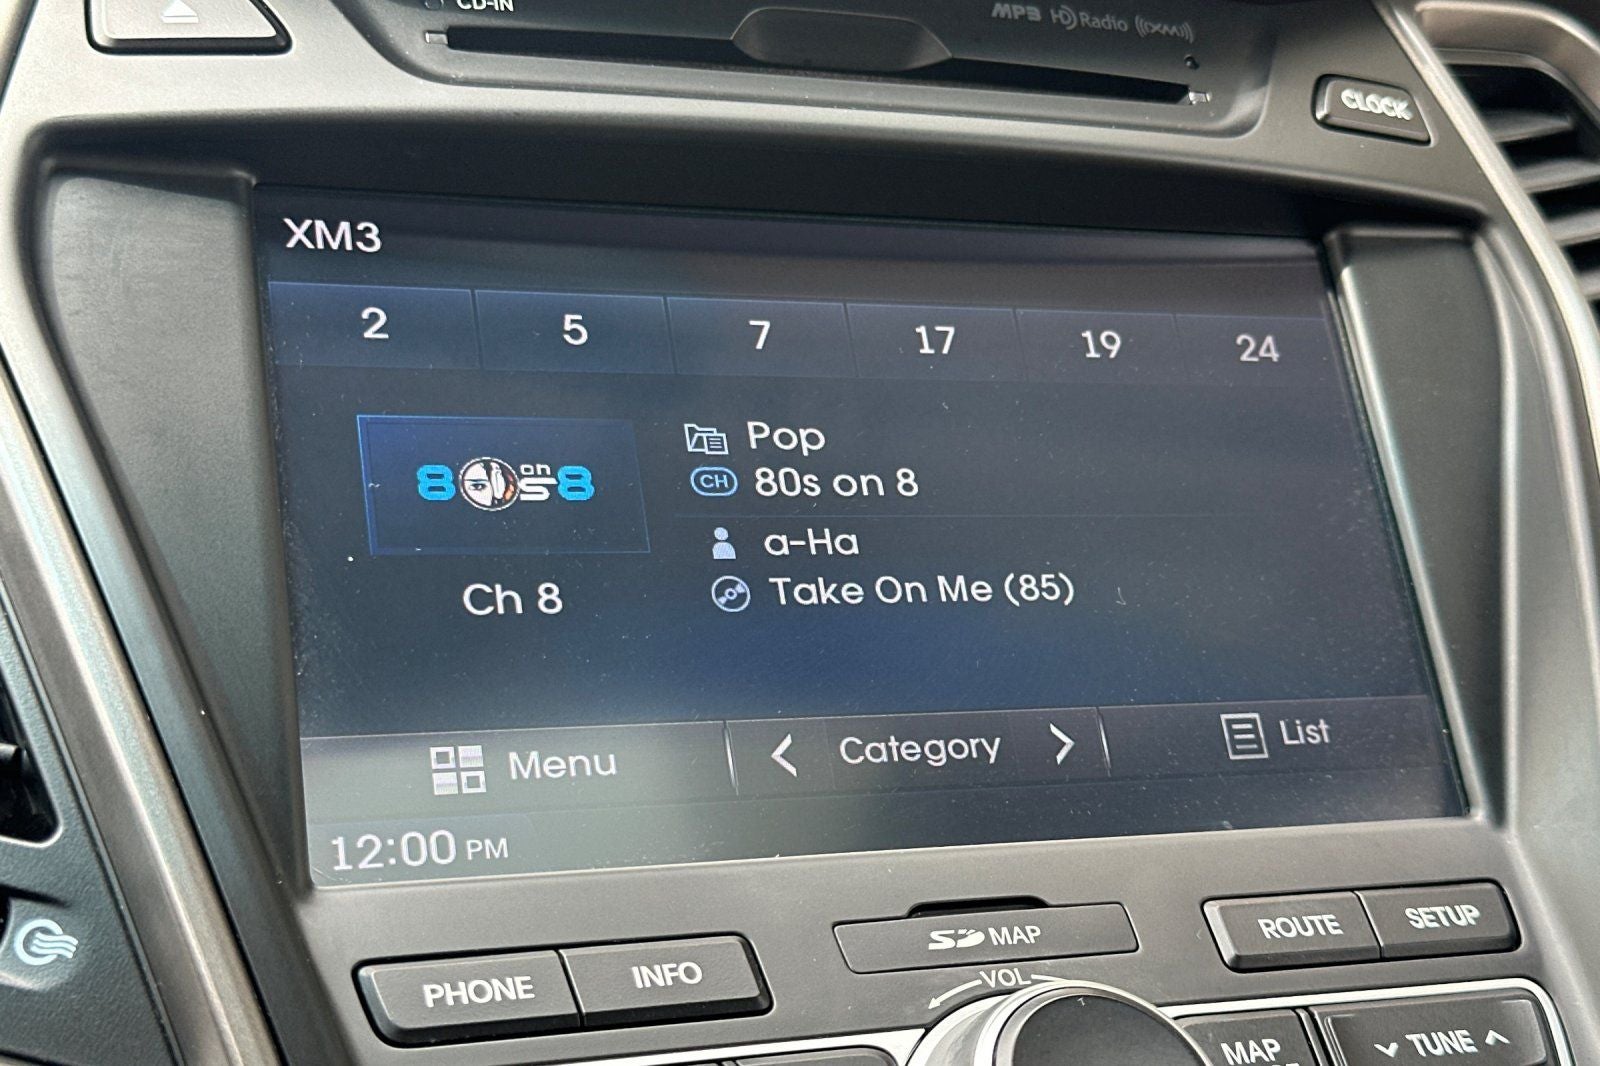 CD-IN
MP3 HD Radio ((XM))
CLOCK
XM3
2 5 7 17 19 24
80s on 8
Pop
CH 80s on 8
a-Ha
Ch 8
Take On Me (85)
Menu Category List
12:00 PM
PHONE INFO
SD MAP
ROUTE SETUP
VOL
MAP
TUNE